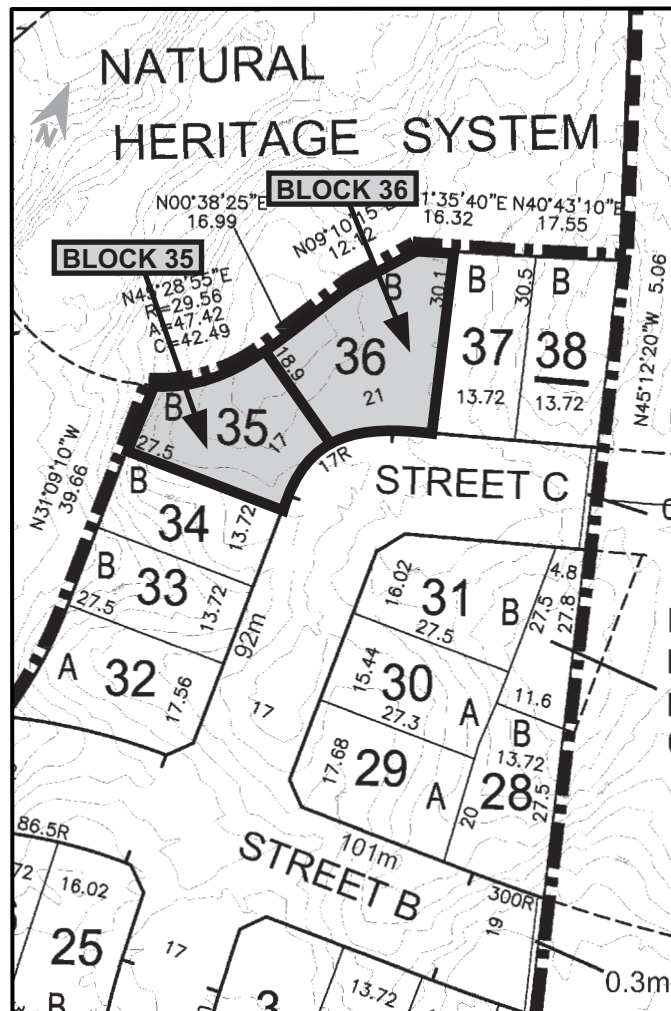 NATURAL
HERITAGE SYSTEM
N
BLOCK 36
N00°38'25"E
16.99
N09°10'15"E
12.12
1°35'40"E
16.32
N40°43'10"E
17.55
BLOCK 35
N45°28'55"E
R=29.56
A=47.42
C=42.49
N45°12'20"W 5.06
B
36
30.1
18.9
21
B
30.5
B
37
38
13.72
13.72
B
35
17
27.5
17R
STREET C
N31°09'10"W
39.66
B
34
13.72
B
33
27.5
13.72
92m
A
32
17.56
17
16.02
31
B
27.5
4.8
27.5
27.8
15.44
30
27.3
A
11.6
B
13.72
17.68
29
A
28
20
27.5
STREET B
101m
300R
19
86.5R
72
16.02
25
B
17
3
13.72
0.3m